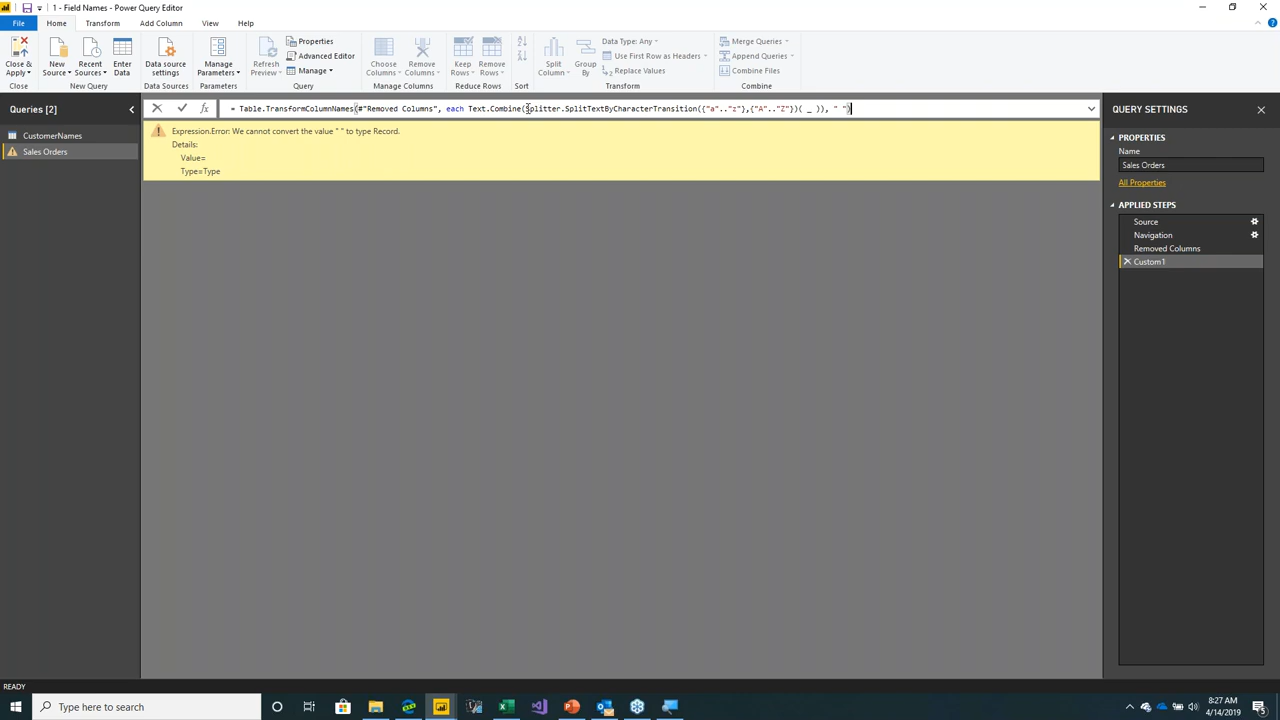 1 - Field Names - Power Query Editor
File
Home
Transform
Add Column
View
Help
Close & Apply
New Source
Recent Sources
Enter Data
Data source settings
Manage Parameters
Refresh Preview
Properties
Advanced Editor
Manage
Choose Columns
Remove Columns
Keep Rows
Remove Rows
Split Column
Group By
Data Type: Any
Use First Row as Headers
Replace Values
Merge Queries
Append Queries
Combine Files
Close
New Query
Data Sources
Parameters
Query
Manage Columns
Reduce Rows
Sort
Transform
Combine
Queries [2]
CustomerNames
Sales Orders
fx
= Table.TransformColumnNames(#"Removed Columns", each Text.Combine(Splitter.SplitTextByCharacterTransition({"a".."z"},{"A".."Z"})( _ )), " ")
Expression.Error: We cannot convert the value " " to type Record.
Details:
Value=
Type=Type
QUERY SETTINGS
PROPERTIES
Name
Sales Orders
All Properties
APPLIED STEPS
Source
Navigation
Removed Columns
Custom1
READY
Type here to search
8:27 AM
4/14/2019